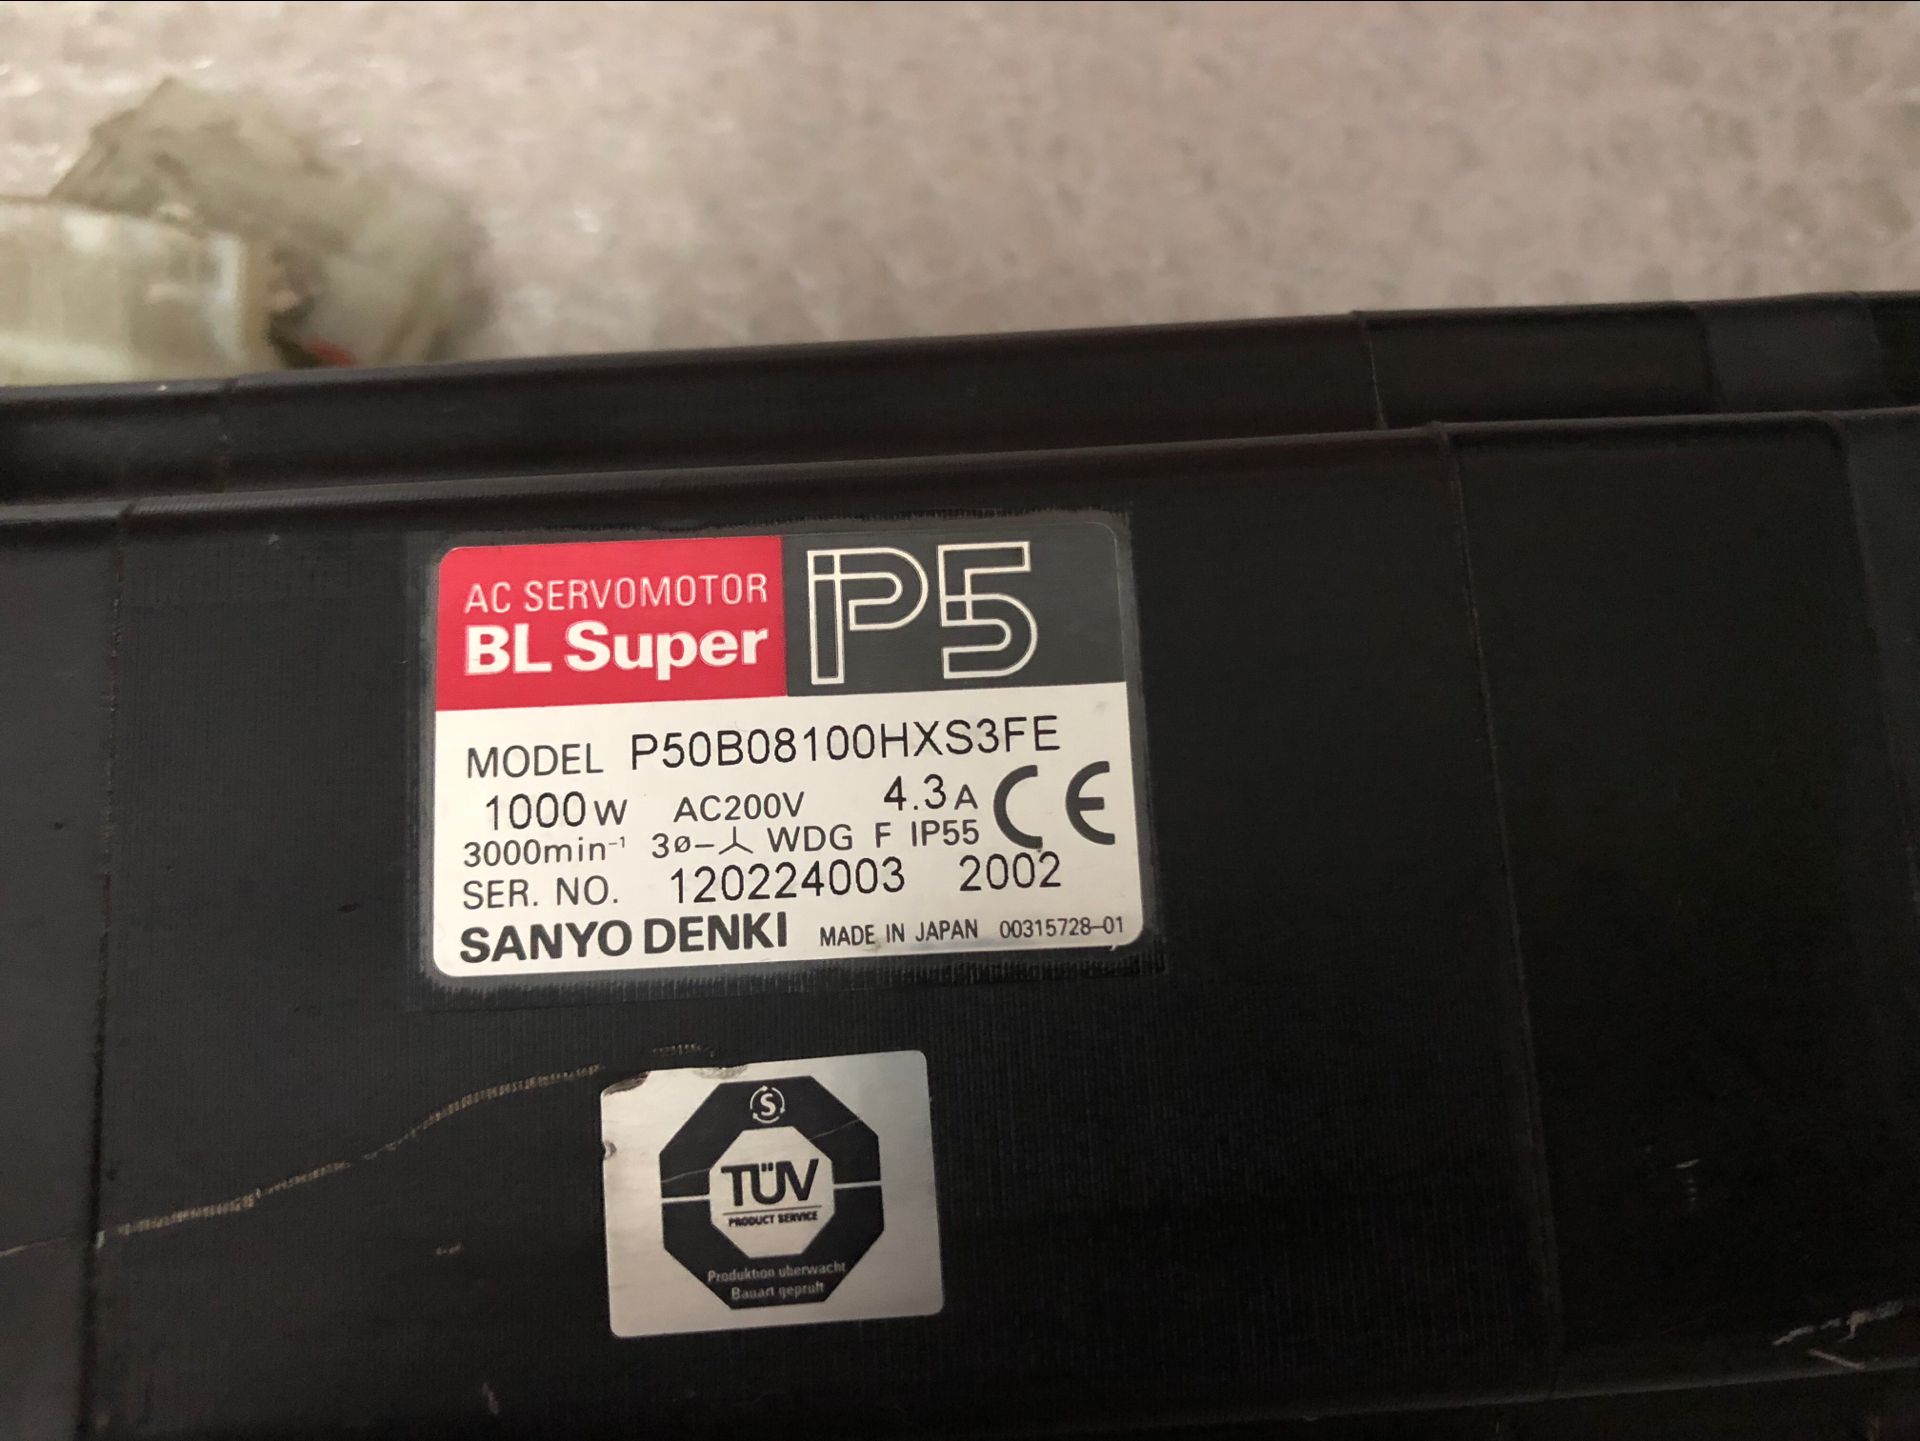 AC SERVOMOTOR
BL Super
P5
MODEL P50B08100HXS3FE
1000W AC200V 4.3A CE
3000min⁻¹ 3ø-⅄ WDG F IP55
SER. NO. 120224003 2002
SANYO DENKI MADE IN JAPAN 00315728-01
S
TÜV
PRODUCT SERVICE
Produktion überwacht
Bauart geprüft